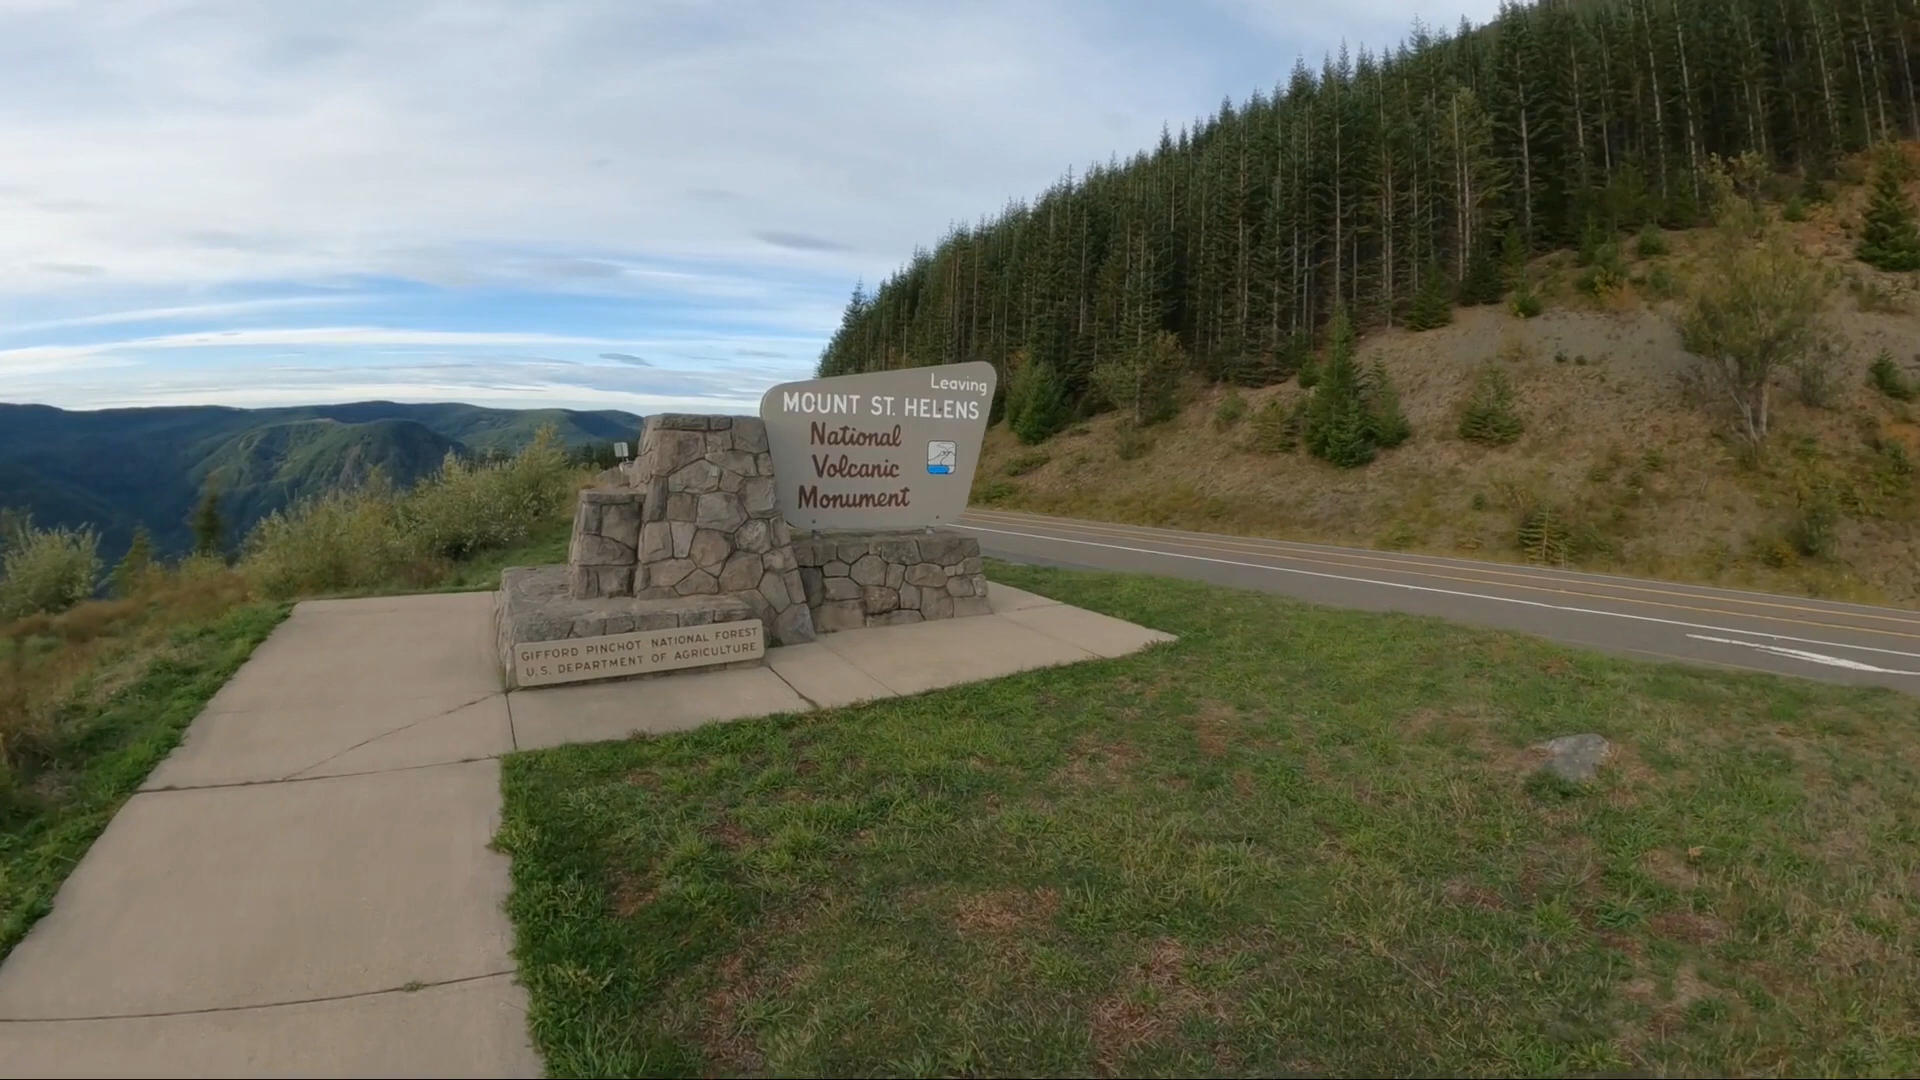 Leaving
MOUNT ST. HELENS
National
Volcanic
Monument
GIFFORD PINCHOT NATIONAL FOREST
U.S. DEPARTMENT OF AGRICULTURE